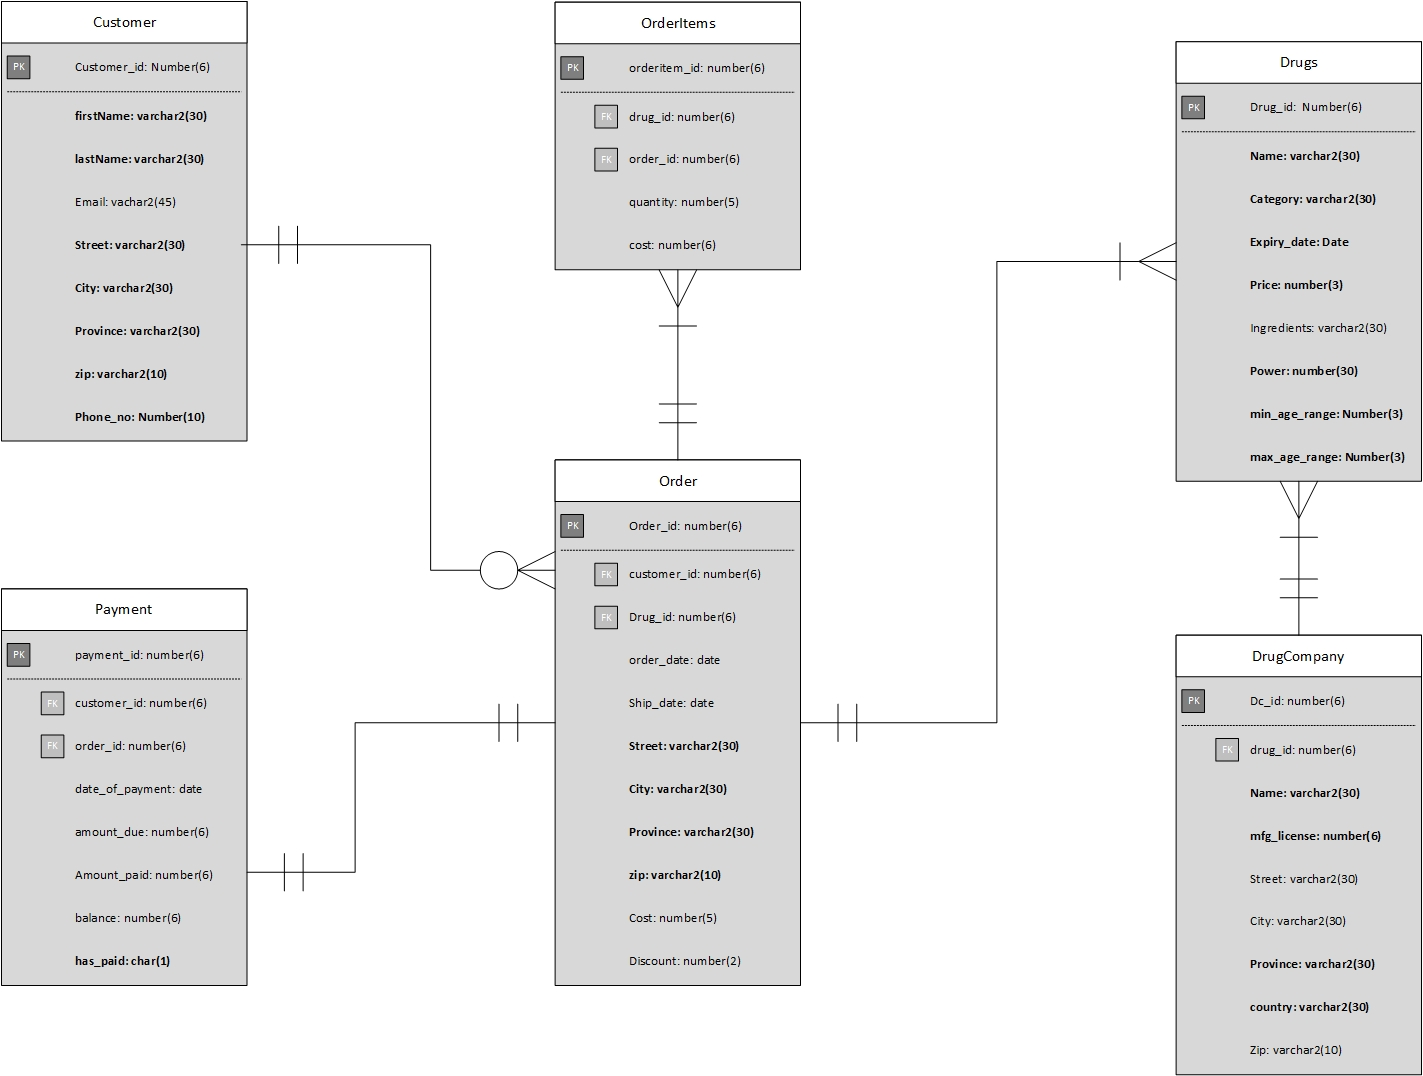 Customer
PK Customer_id: Number(6)
firstName: varchar2(30)
lastName: varchar2(30)
Email: vachar2(45)
Street: varchar2(30)
City: varchar2(30)
Province: varchar2(30)
zip: varchar2(10)
Phone_no: Number(10)
OrderItems
PK orderitem_id: number(6)
FK drug_id: number(6)
FK order_id: number(6)
quantity: number(5)
cost: number(6)
Drugs
PK Drug_id: Number(6)
Name: varchar2(30)
Category: varchar2(30)
Expiry_date: Date
Price: number(3)
Ingredients: varchar2(30)
Power: number(30)
min_age_range: Number(3)
max_age_range: Number(3)
Order
PK Order_id: number(6)
FK customer_id: number(6)
FK Drug_id: number(6)
order_date: date
Ship_date: date
Street: varchar2(30)
City: varchar2(30)
Province: varchar2(30)
zip: varchar2(10)
Cost: number(5)
Discount: number(2)
Payment
PK payment_id: number(6)
FK customer_id: number(6)
FK order_id: number(6)
date_of_payment: date
amount_due: number(6)
Amount_paid: number(6)
balance: number(6)
has_paid: char(1)
DrugCompany
PK Dc_id: number(6)
FK drug_id: number(6)
Name: varchar2(30)
mfg_license: number(6)
Street: varchar2(30)
City: varchar2(30)
Province: varchar2(30)
country: varchar2(30)
Zip: varchar2(10)